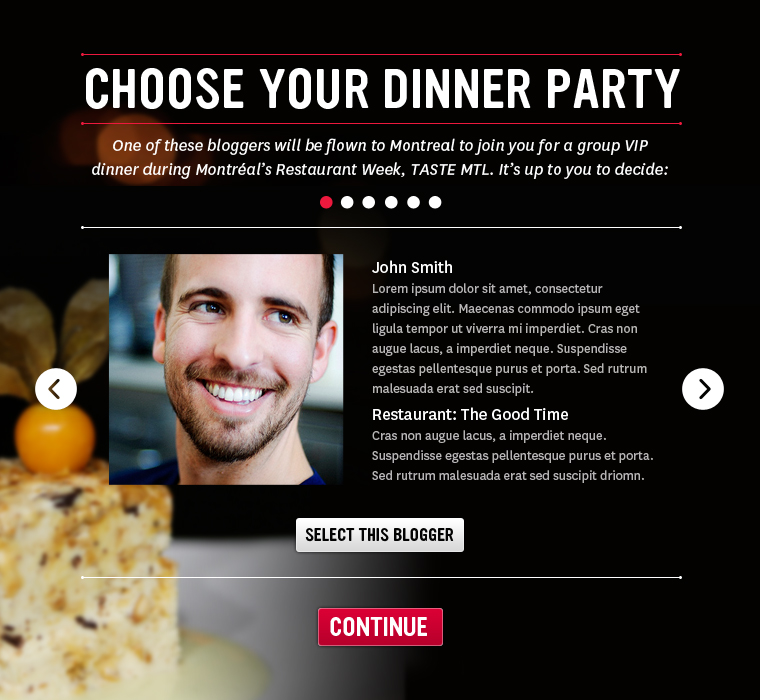 CHOOSE YOUR DINNER PARTY
One of these bloggers will be flown to Montreal to join you for a group VIP
dinner during Montréal's Restaurant Week, TASTE MTL. It's up to you to decide:
John Smith
Lorem ipsum dolor sit amet, consectetur
adipiscing elit. Maecenas commodo ipsum eget
ligula tempor ut viverra mi imperdiet. Cras non
augue lacus, a imperdiet neque. Suspendisse
egestas pellentesque purus et porta. Sed rutrum
malesuada erat sed suscipit.
Restaurant: The Good Time
Cras non augue lacus, a imperdiet neque.
Suspendisse egestas pellentesque purus et porta.
Sed rutrum malesuada erat sed suscipit driomn.
SELECT THIS BLOGGER
CONTINUE